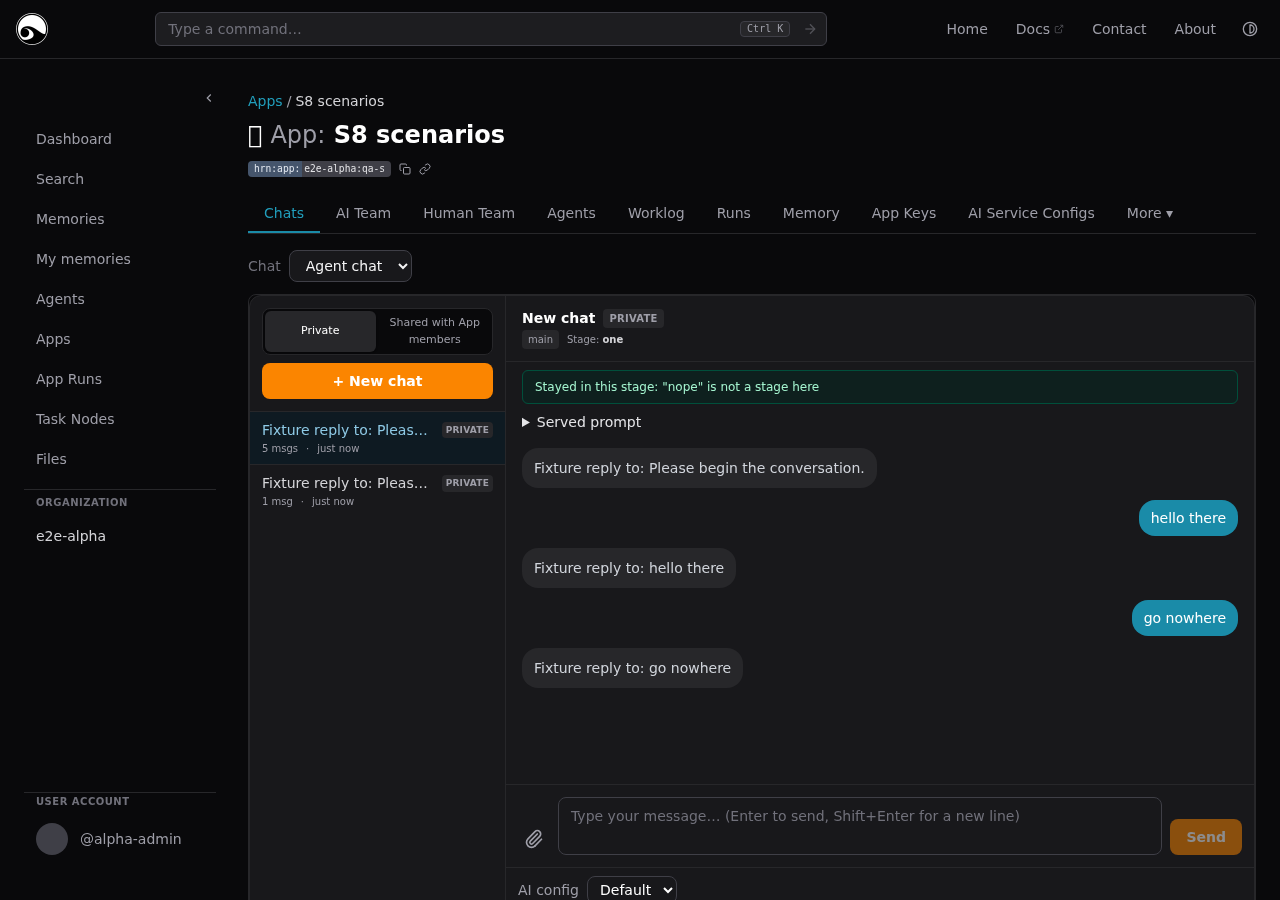 Type a command...
Ctrl K
Home
Docs
Contact
About
Dashboard
Search
Memories
My memories
Agents
Apps
App Runs
Task Nodes
Files
ORGANIZATION
e2e-alpha
USER ACCOUNT
@alpha-admin
Apps / S8 scenarios
App: S8 scenarios
hrn:app: e2e-alpha:qa-s
Chats
AI Team
Human Team
Agents
Worklog
Runs
Memory
App Keys
AI Service Configs
More ▾
Chat
Agent chat
Private
Shared with App
members
+ New chat
Fixture reply to: Pleas… PRIVATE
5 msgs · just now
Fixture reply to: Pleas… PRIVATE
1 msg · just now
New chat PRIVATE
main Stage: one
Stayed in this stage: "nope" is not a stage here
▶ Served prompt
Fixture reply to: Please begin the conversation.
hello there
Fixture reply to: hello there
go nowhere
Fixture reply to: go nowhere
Type your message… (Enter to send, Shift+Enter for a new line)
Send
AI config
Default